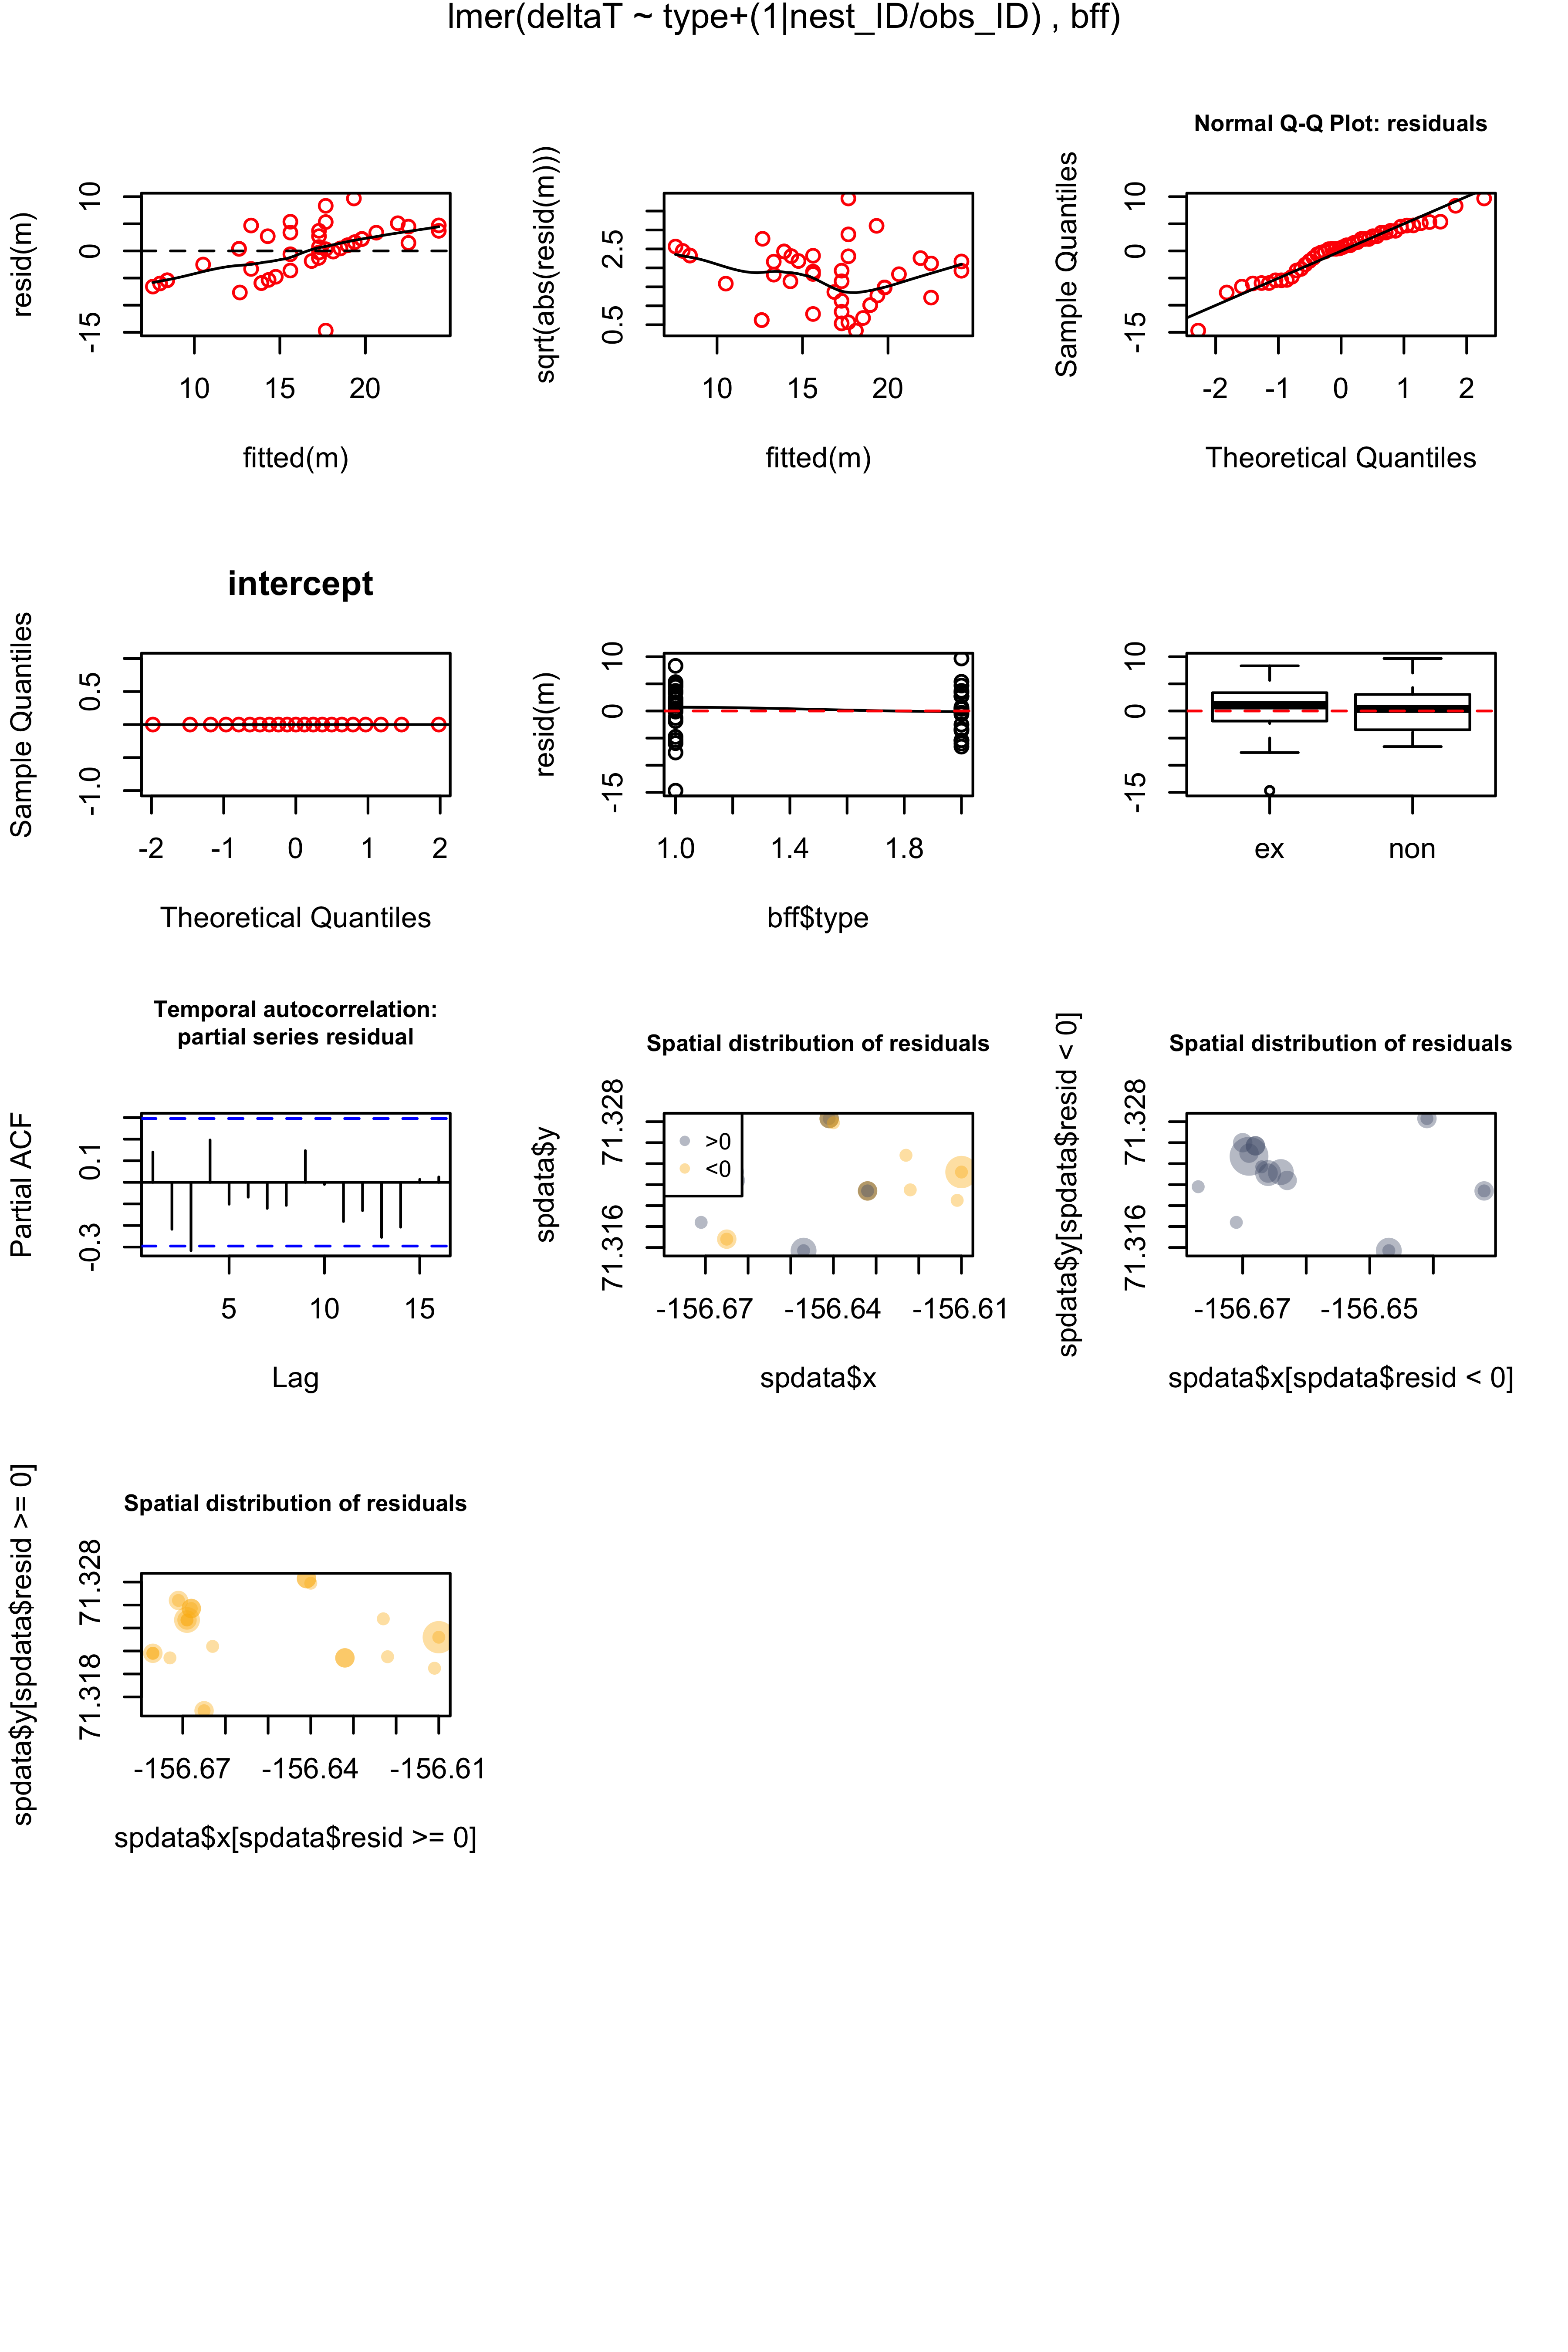 lmer(deltaT ~ type+(1|nest_ID/obs_ID) , bff)
resid(m)
10
0
-15
10 15 20
fitted(m)
sqrt(abs(resid(m)))
2.5
0.5
10 15 20
fitted(m)
Normal Q-Q Plot: residuals
Sample Quantiles
10
0
-15
-2 -1 0 1 2
Theoretical Quantiles
intercept
Sample Quantiles
0.5
-1.0
-2 -1 0 1 2
Theoretical Quantiles
resid(m)
10
0
-15
1.0 1.4 1.8
bff$type
10
0
-15
ex non
Temporal autocorrelation:
partial series residual
Partial ACF
0.1
-0.3
5 10 15
Lag
Spatial distribution of residuals
spdata$y
71.328
71.316
>0
<0
-156.67 -156.64 -156.61
spdata$x
Spatial distribution of residuals
spdata$y[spdata$resid < 0]
71.328
71.316
-156.67 -156.65
spdata$x[spdata$resid < 0]
Spatial distribution of residuals
spdata$y[spdata$resid >= 0]
71.328
71.318
-156.67 -156.64 -156.61
spdata$x[spdata$resid >= 0]